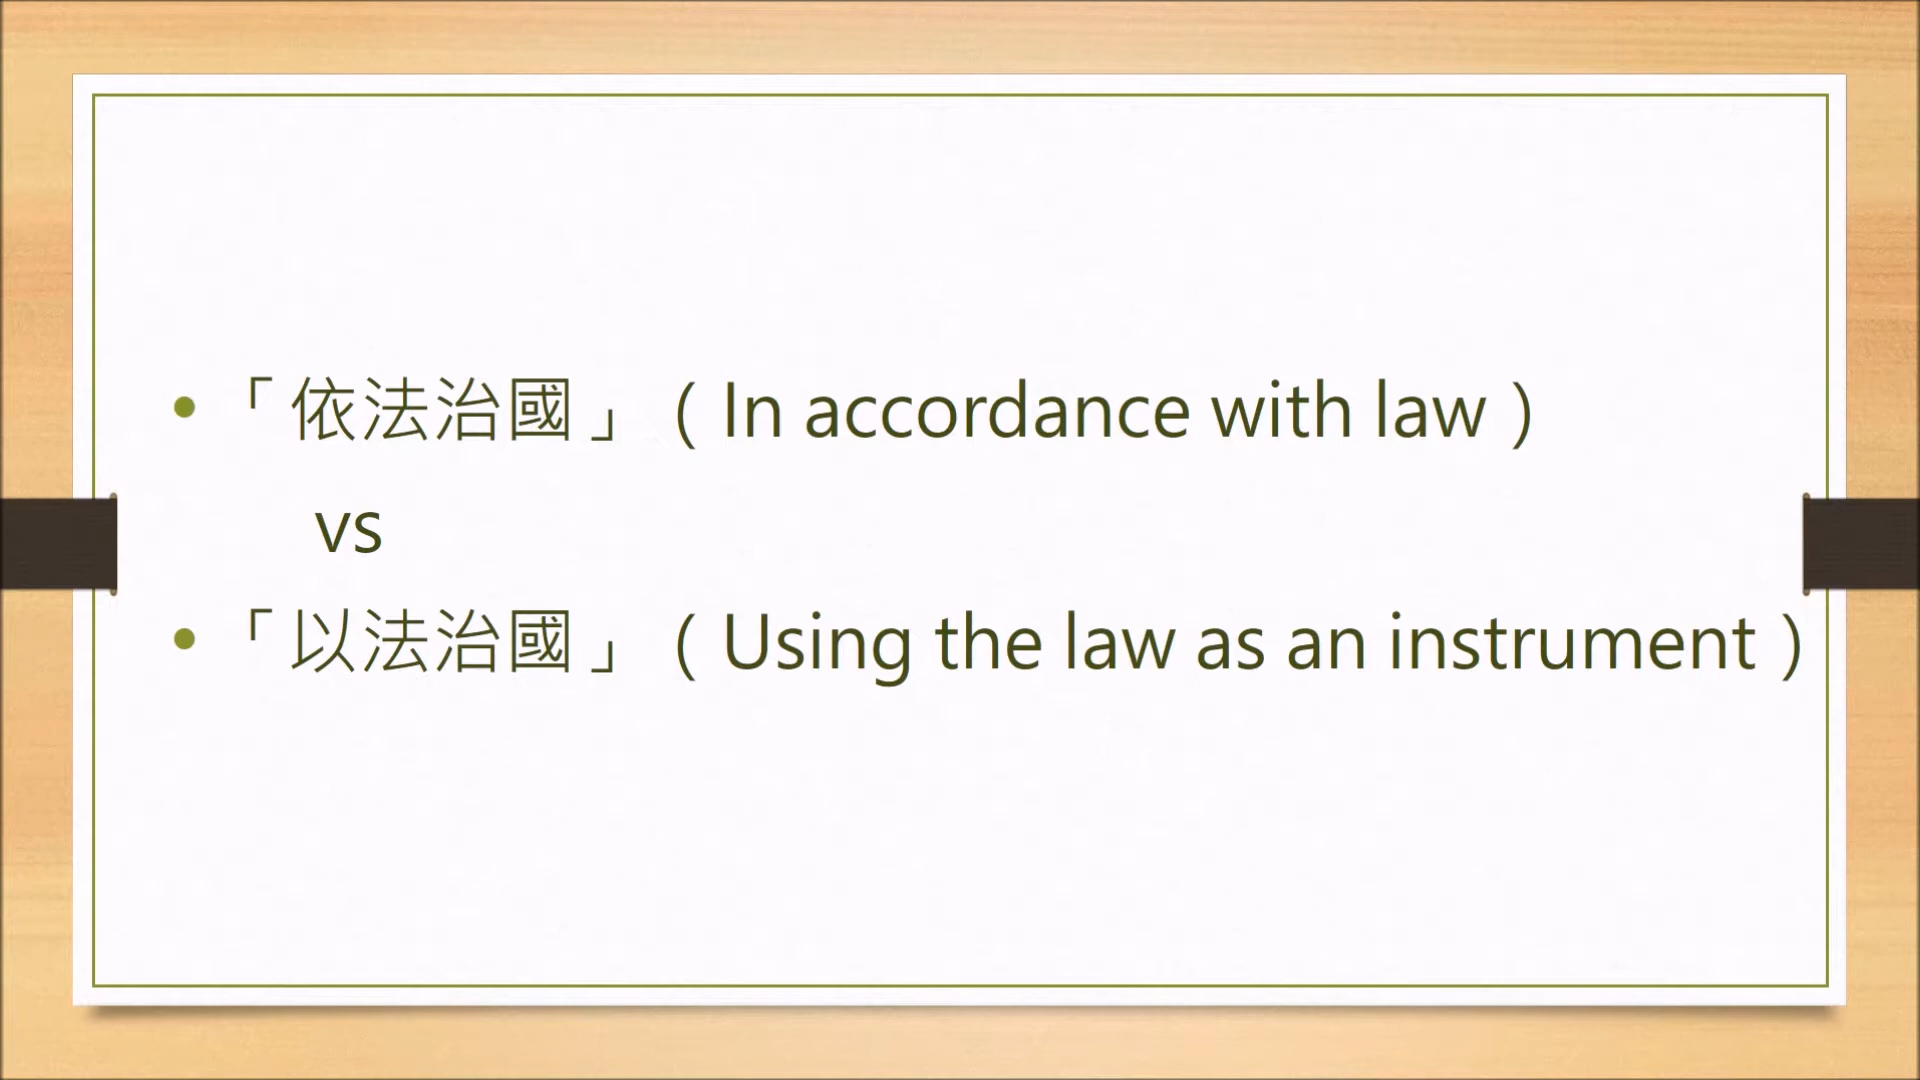 •「依法治國」（In accordance with law）
vs
•「以法治國」（Using the law as an instrument）